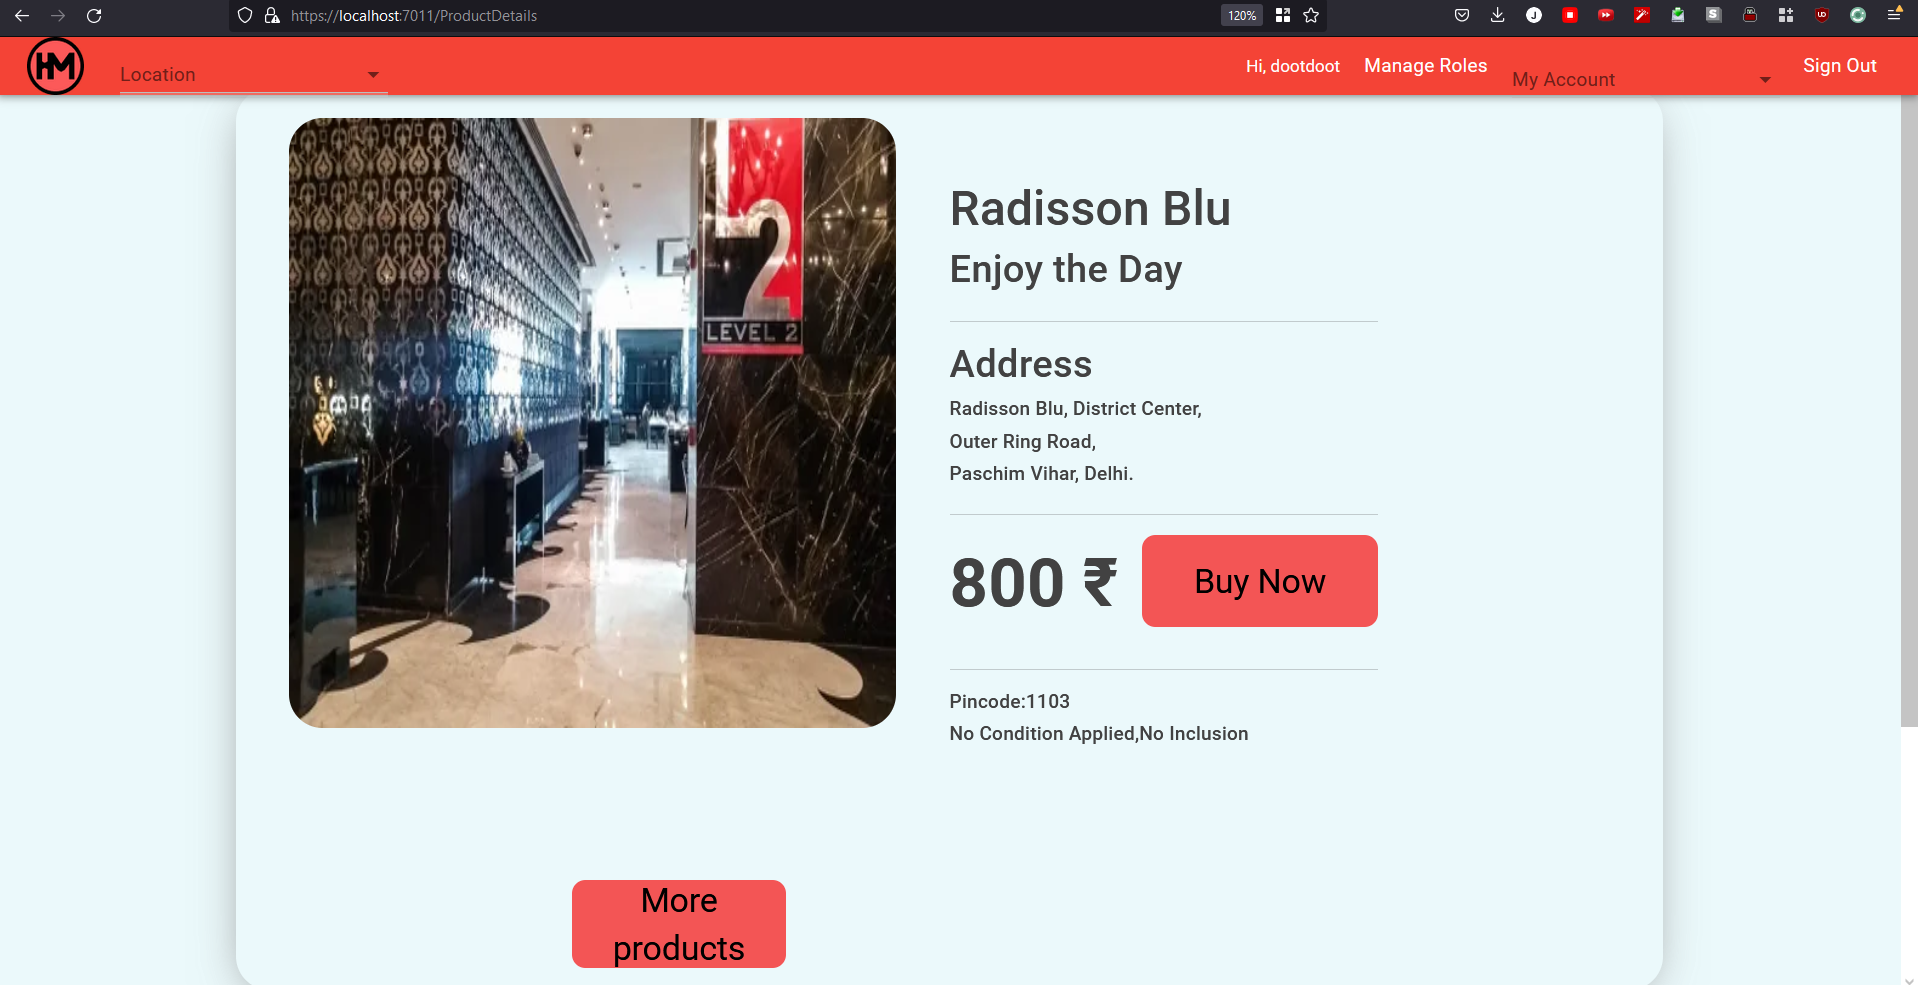 https://localhost:7011/ProductDetails
120%
HM
Location
Hi, dootdoot
Manage Roles
My Account
Sign Out
2
LEVEL 2
Radisson Blu
Enjoy the Day
Address
Radisson Blu, District Center,
Outer Ring Road,
Paschim Vihar, Delhi.
800 ₹
Buy Now
Pincode:1103
No Condition Applied,No Inclusion
More
products